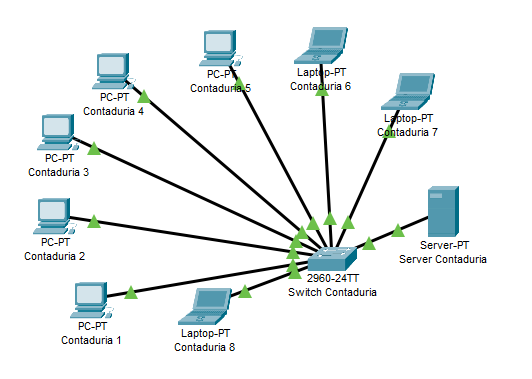 Laptop-PT
Contaduria 6
PC-PT
Contaduria 5
PC-PT
Contaduria 4
Laptop-PT
Contaduria 7
PC-PT
Contaduria 3
PC-PT
Contaduria 2
Server-PT
Server Contaduria
2960-24TT
Switch Contaduria
PC-PT
Contaduria 1
Laptop-PT
Contaduria 8